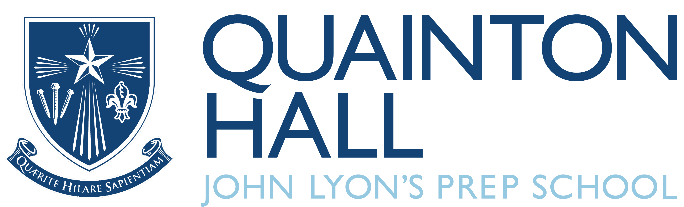 QUÆRITE HILARE SAPIENTIAM
QUAINTON
HALL
JOHN LYON'S PREP SCHOOL